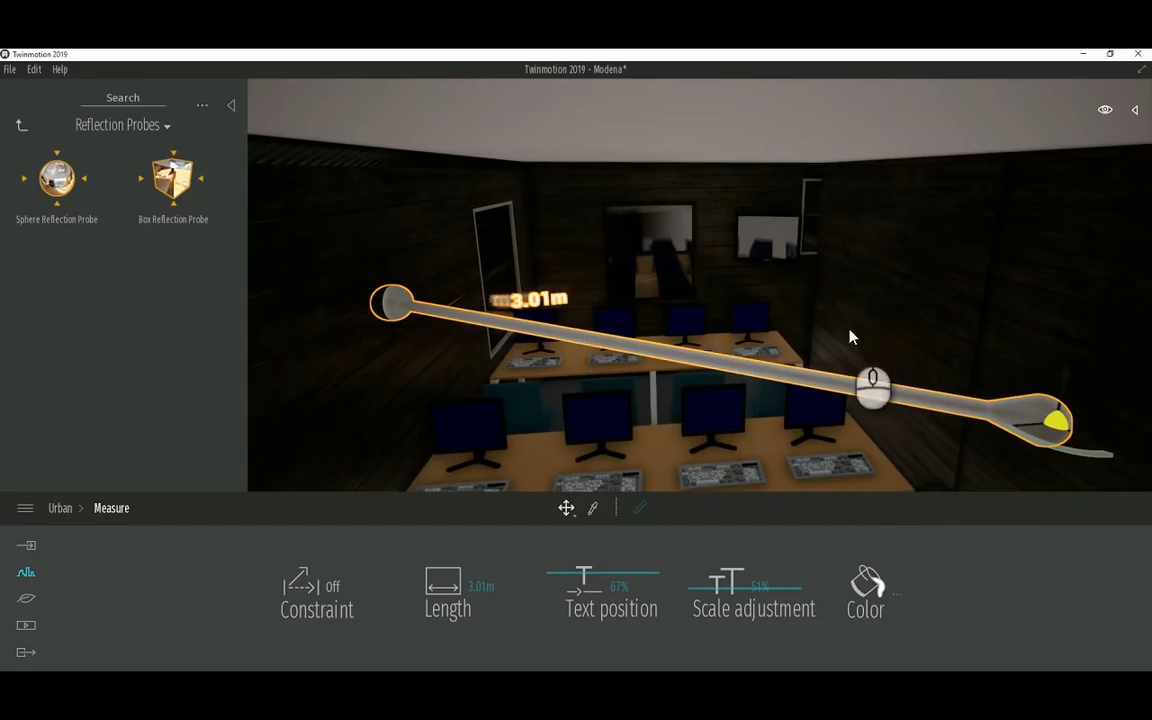 Twinmotion 2019
File Edit Help
Twinmotion 2019 - Modena*
Search
...
Reflection Probes
Sphere Reflection Probe
Box Reflection Probe
3.01m
Urban > Measure
Off
3.01m
67%
51%
...
Constraint
Length
Text position
Scale adjustment
Color